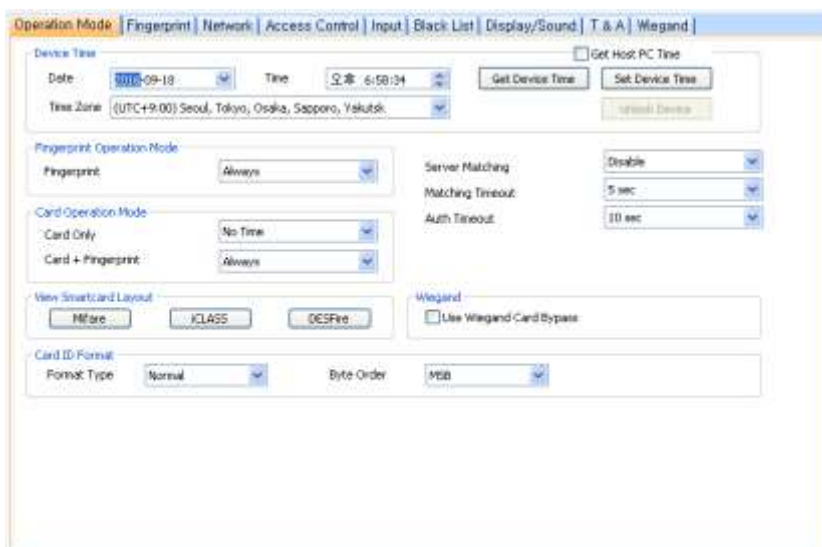 Operation Mode | Fingerprint | Network | Access Control | Input | Black List | Display/Sound | T & A | Wiegand
Device Time
Get Host PC Time
Date 2018-09-18 Time 오후 6:58:34 Get Device Time Set Device Time
Time Zone (UTC+9:00) Seoul, Tokyo, Osaka, Sapporo, Yakutsk Device
Fingerprint Operation Mode
Fingerprint Always
Server Matching Disable
Matching Timeout 5 sec
Auth Timeout 10 sec
Card Operation Mode
Card Only No Time
Card + Fingerprint Always
View Smartcard Layout
Mifare iCLASS DESFire
Wiegand
Use Wiegand Card Bypass
Card ID Format
Format Type Normal Byte Order MSB